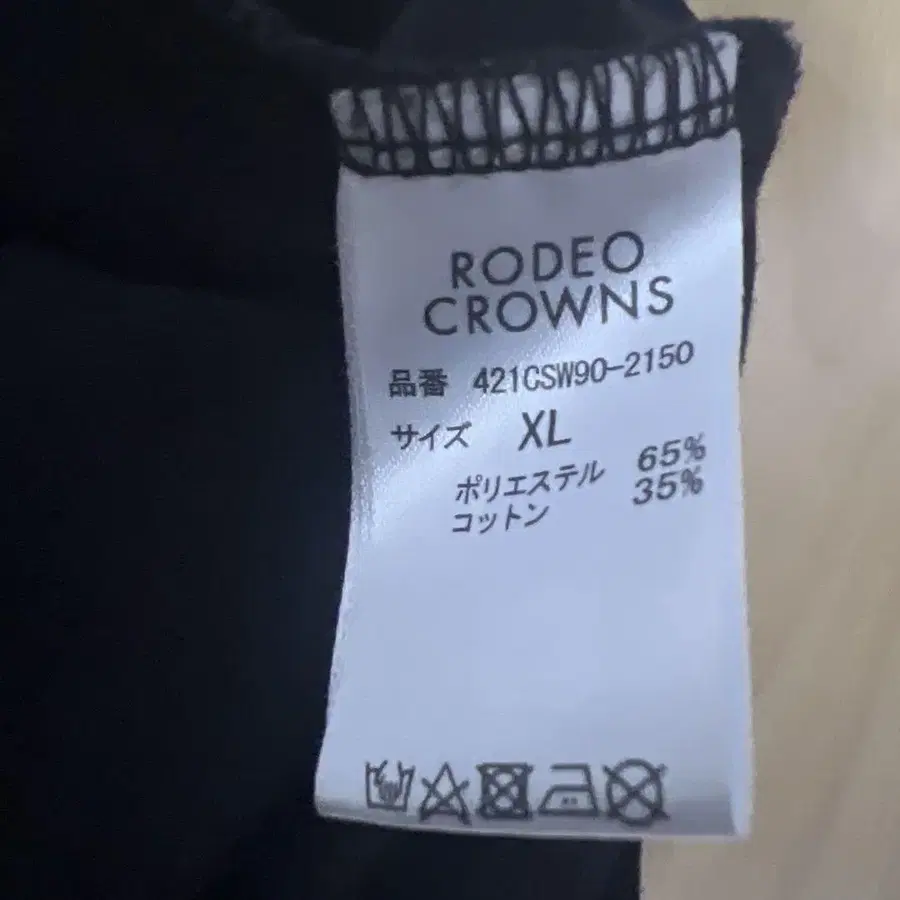 RODEO
CROWNS
品番 421CSW90-2150
サイズ XL
ポリエステル 65%
コットン 35%